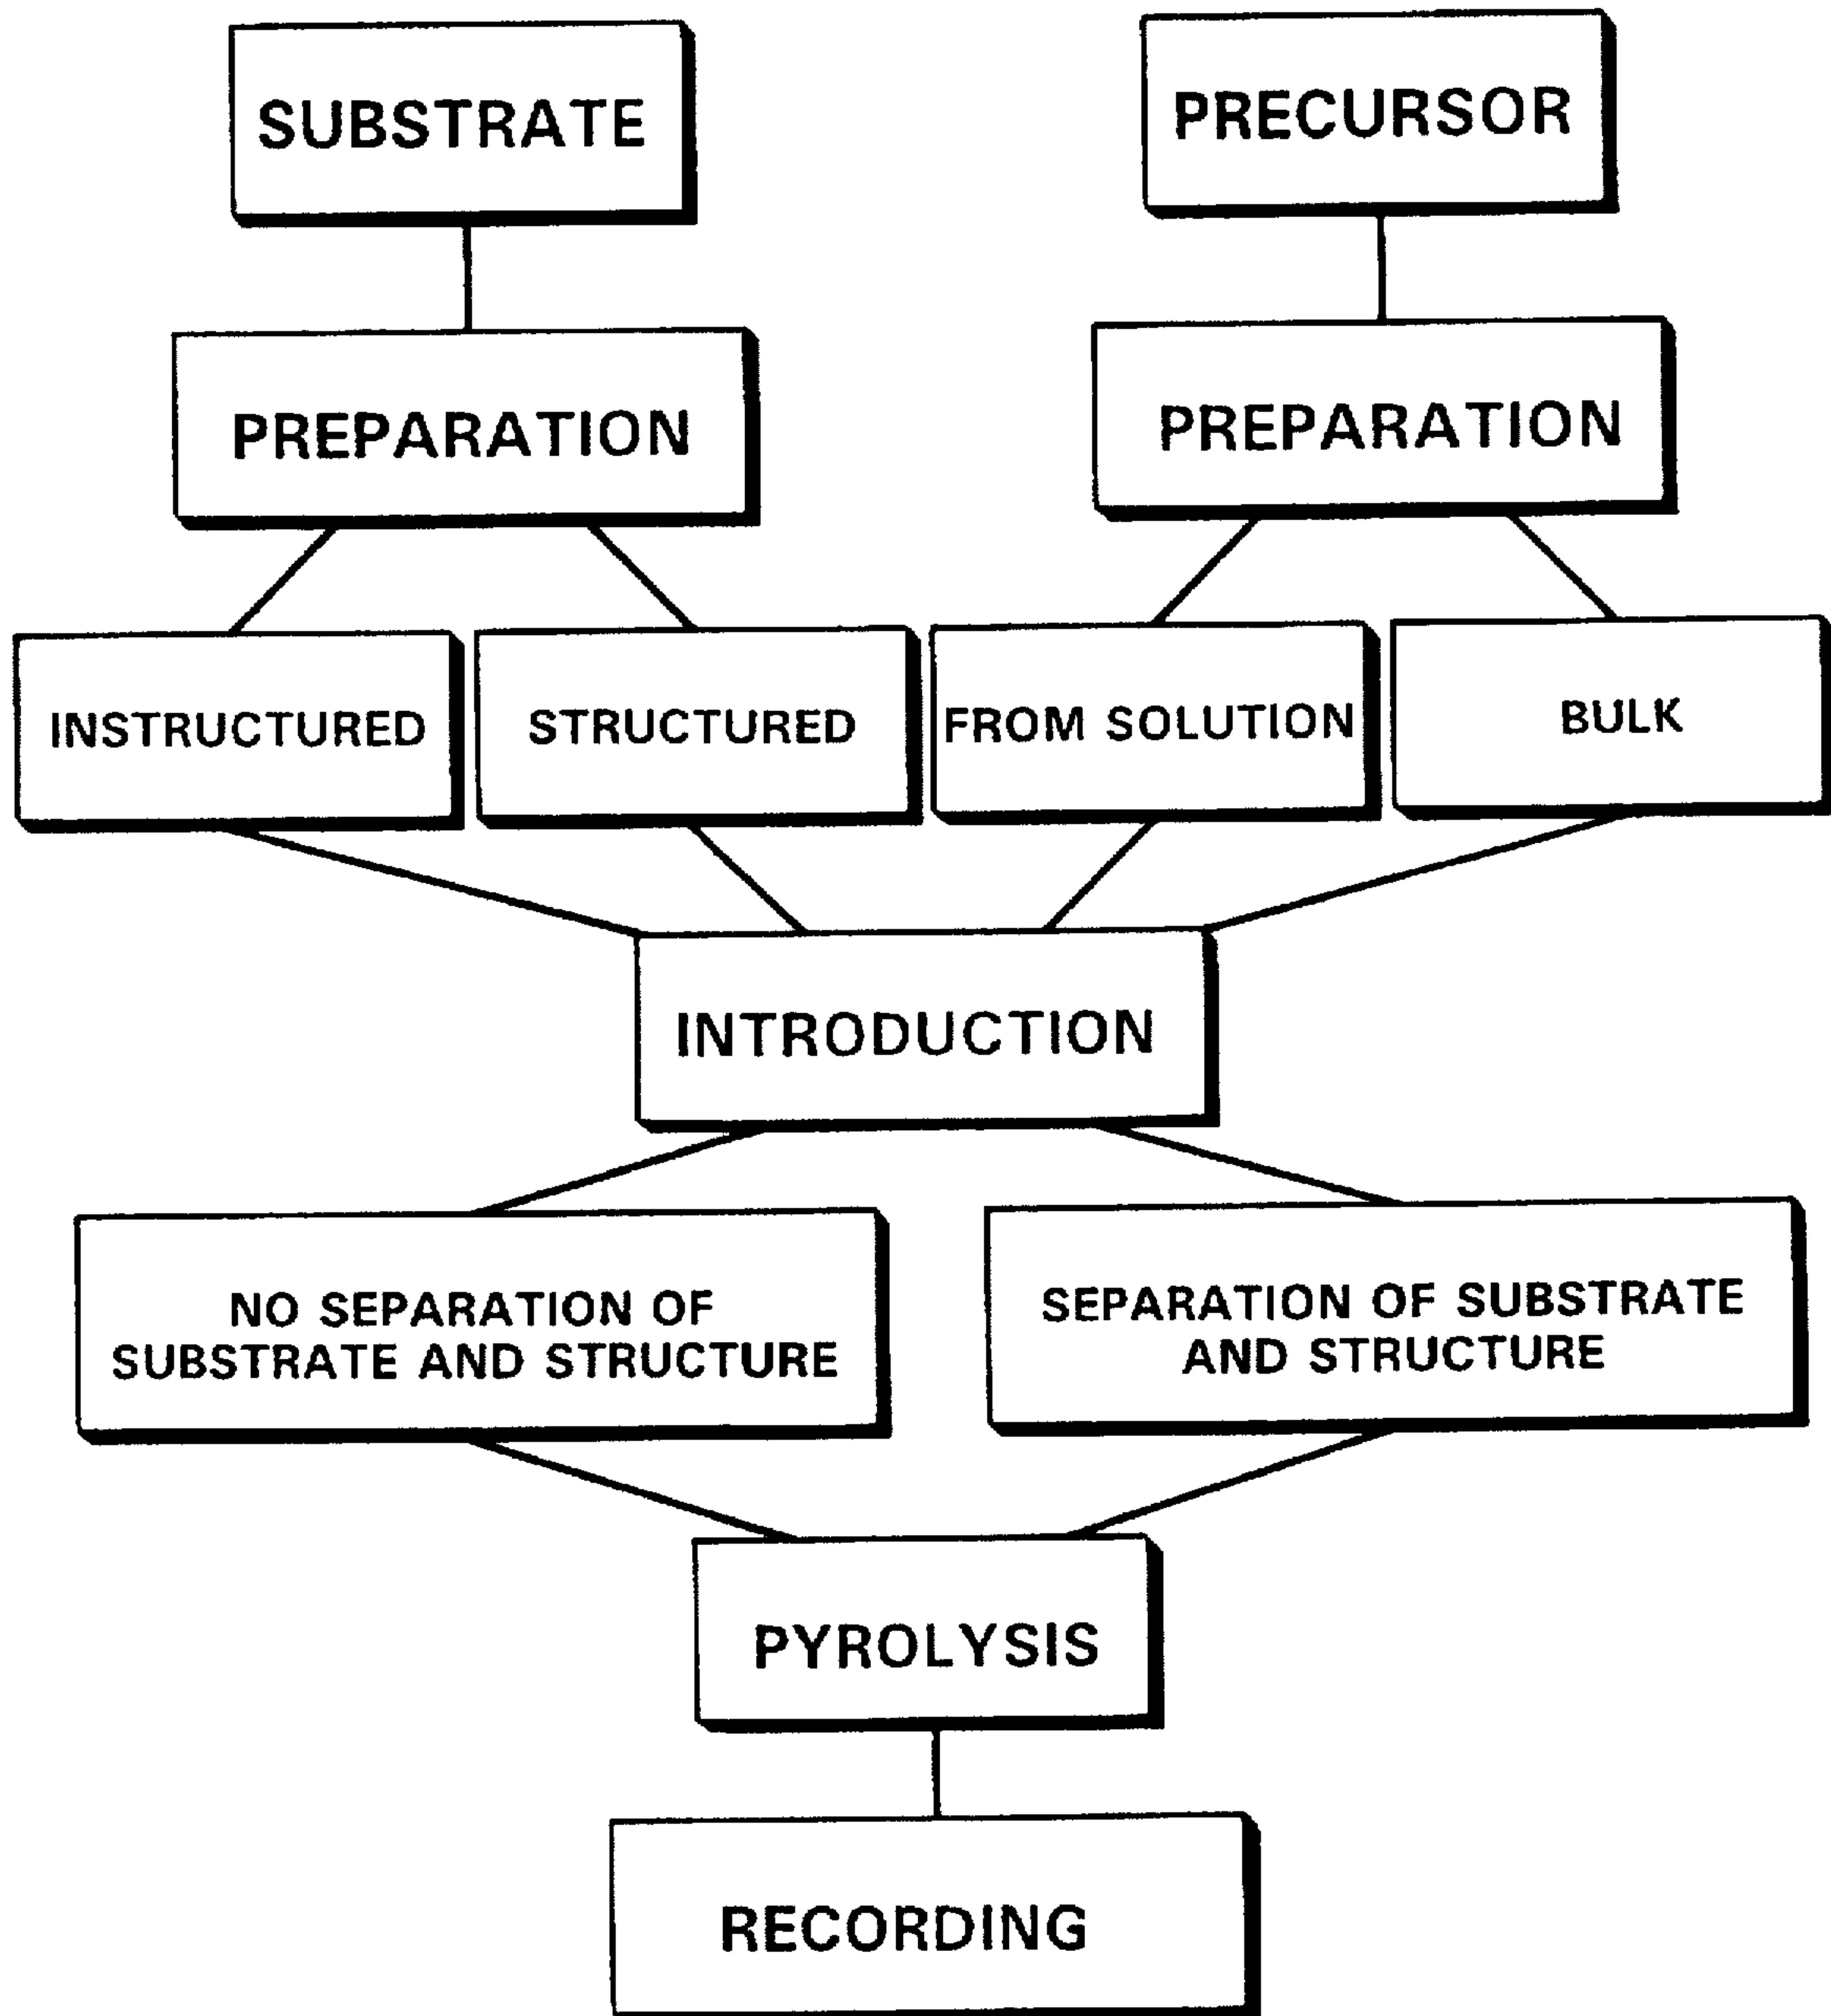 SUBSTRATE
PRECURSOR
PREPARATION
PREPARATION
INSTRUCTURED
STRUCTURED
FROM SOLUTION
BULK
INTRODUCTION
NO SEPARATION OF
SUBSTRATE AND STRUCTURE
SEPARATION OF SUBSTRATE
AND STRUCTURE
PYROLYSIS
RECORDING